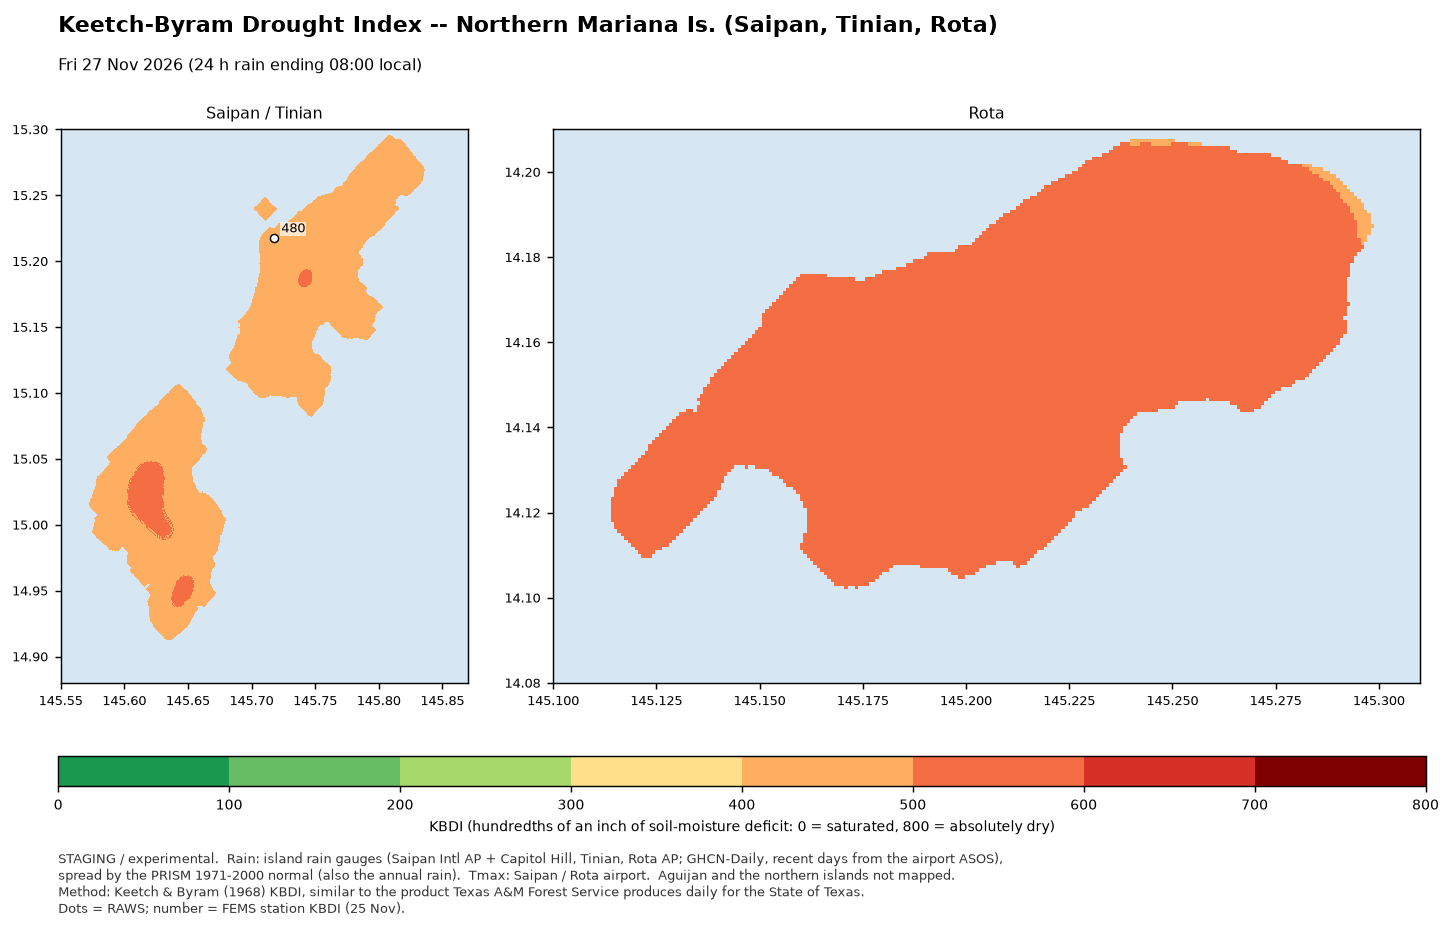 Keetch-Byram Drought Index -- Northern Mariana Is. (Saipan, Tinian, Rota)
Fri 27 Nov 2026 (24 h rain ending 08:00 local)
Saipan / Tinian
15.30
15.25
15.20
15.15
15.10
15.05
15.00
14.95
14.90
480
145.55 145.60 145.65 145.70 145.75 145.80 145.85
Rota
14.20
14.18
14.16
14.14
14.12
14.10
14.08
145.100 145.125 145.150 145.175 145.200 145.225 145.250 145.275 145.300
0 100 200 300 400 500 600 700 800
KBDI (hundredths of an inch of soil-moisture deficit: 0 = saturated, 800 = absolutely dry)
STAGING / experimental.  Rain: island rain gauges (Saipan Intl AP + Capitol Hill, Tinian, Rota AP; GHCN-Daily, recent days from the airport ASOS),
spread by the PRISM 1971-2000 normal (also the annual rain).  Tmax: Saipan / Rota airport.  Aguijan and the northern islands not mapped.
Method: Keetch & Byram (1968) KBDI, similar to the product Texas A&M Forest Service produces daily for the State of Texas.
Dots = RAWS; number = FEMS station KBDI (25 Nov).